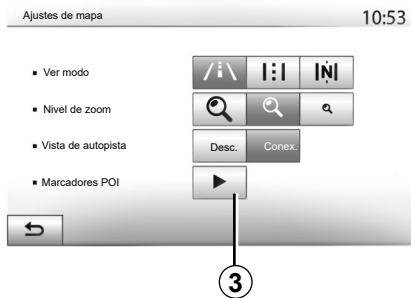 Ajustes de mapa 10:53
Ver modo N
Nivel de zoom
Vista de autopista Desc. Conex.
Marcadores POI
3